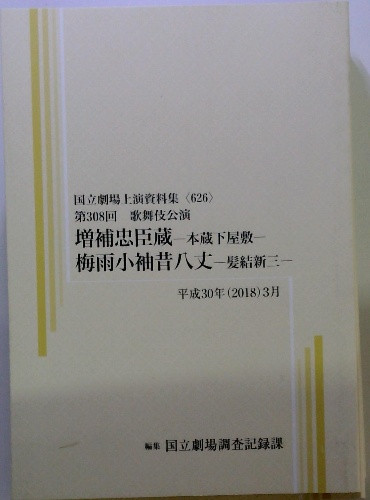 国立劇場上演資料集〈626〉
第308回　歌舞伎公演
増補忠臣蔵―本蔵下屋敷―
梅雨小袖昔八丈―髪結新三―
平成30年(2018)3月
編集 国立劇場調査記録課